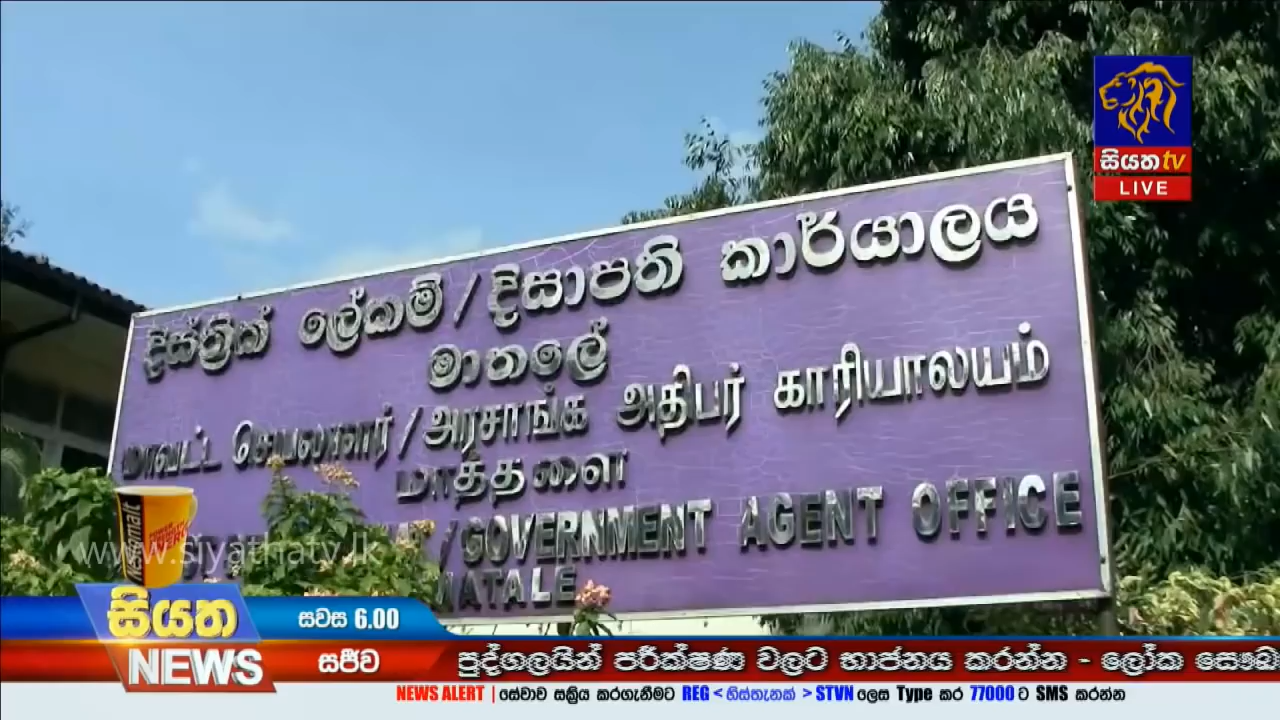 සියත tv
LIVE
දිස්ත්‍රික් ලේකම් / දිසාපති කාර්යාලය
මාතලේ
மாவட்ட செயலாளர் / அரசாங்க அதிபர் காரியாலயம்
மாத்தளை
/ GOVERNMENT AGENT OFFICE
MATALE
Nestomalt
www.siyathatv.lk
සියත
NEWS
සවස 6.00
සජීව
පුද්ගලයින් පරීක්ෂණ වලට භාජනය කරන්න - ලෝක
NEWS ALERT | සේවාව සක්‍රීය කරගැනීමට REG < හිස්තැනක් > STVN ලෙස Type කර 77000 ට SMS කරන්න